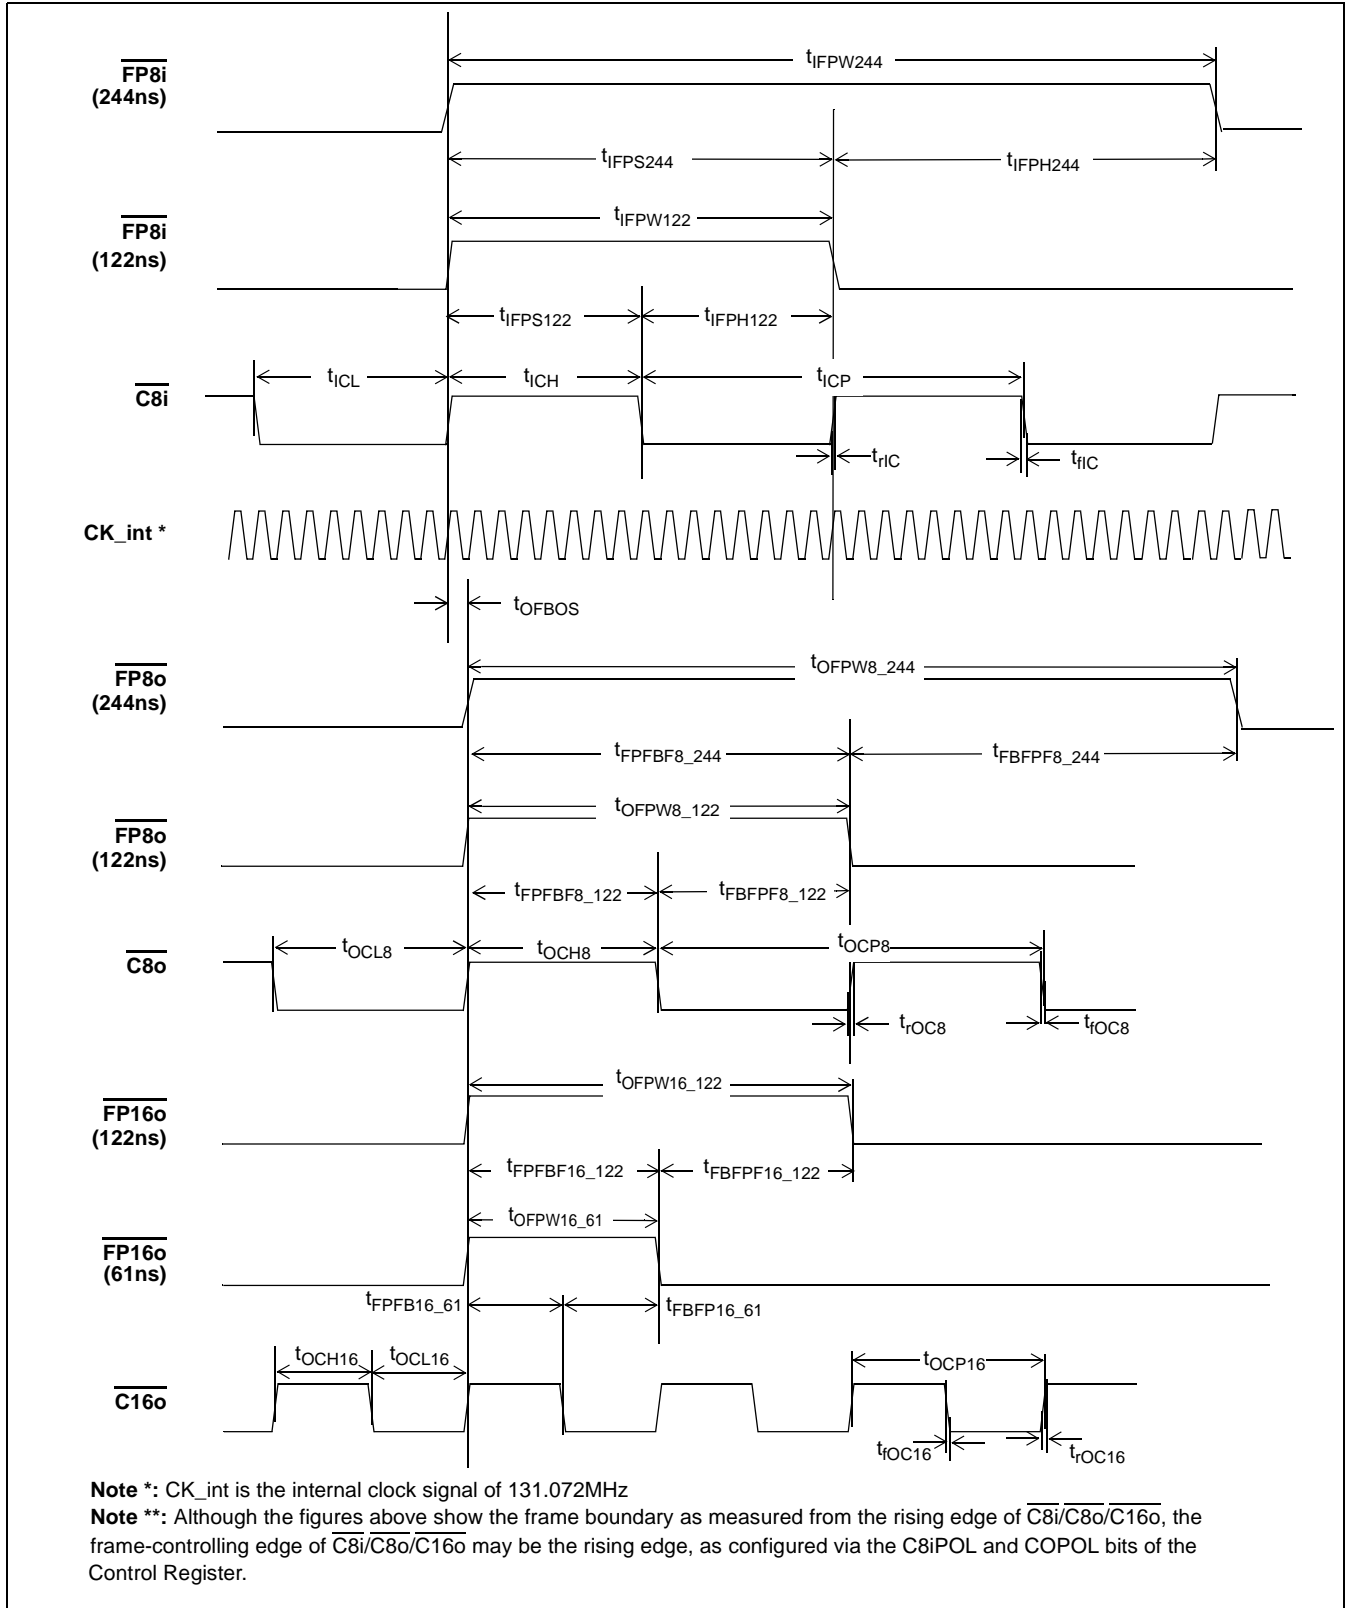 FP8i
(244ns)
tIFPW244
tIFPS244
tIFPH244
FP8i
(122ns)
tIFPW122
tIFPS122
tIFPH122
C8i
tICL
tICH
tICP
trIC
tfIC
CK_int *
tOFBOS
FP8o
(244ns)
tOFPW8_244
tFPFBF8_244
tFBFPF8_244
FP8o
(122ns)
tOFPW8_122
tFPFBF8_122
tFBFPF8_122
C8o
tOCL8
tOCH8
tOCP8
trOC8
tfOC8
FP16o
(122ns)
tOFPW16_122
tFPFBF16_122
tFBFPF16_122
FP16o
(61ns)
tOFPW16_61
tFPFB16_61
tFBFP16_61
C16o
tOCH16
tOCL16
tOCP16
tfOC16
trOC16
Note *: CK_int is the internal clock signal of 131.072MHz
Note **: Although the figures above show the frame boundary as measured from the rising edge of C8i/C8o/C16o, the
frame-controlling edge of C8i/C8o/C16o may be the rising edge, as configured via the C8iPOL and COPOL bits of the
Control Register.